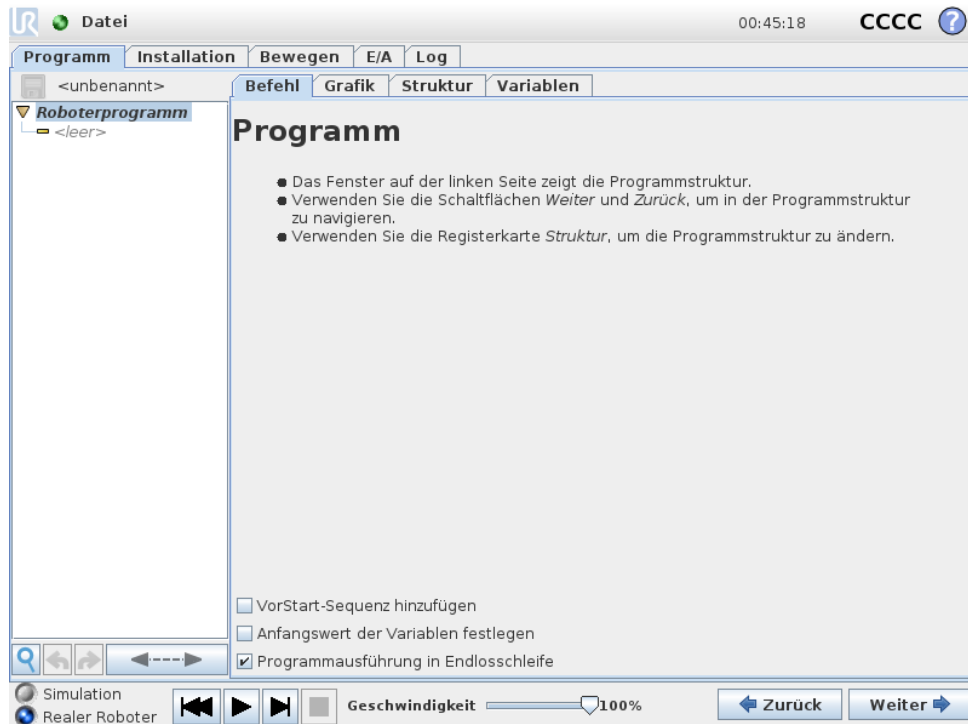 UR Datei 00:45:18 CCCC ?
Programm Installation Bewegen E/A Log
<unbenannt> Befehl Grafik Struktur Variablen
Roboterprogramm
<leer>
Programm
Das Fenster auf der linken Seite zeigt die Programmstruktur.
Verwenden Sie die Schaltflächen Weiter und Zurück, um in der Programmstruktur
zu navigieren.
Verwenden Sie die Registerkarte Struktur, um die Programmstruktur zu ändern.
VorStart-Sequenz hinzufügen
Anfangswert der Variablen festlegen
Programmausführung in Endlosschleife
Simulation
Realer Roboter
Geschwindigkeit 100% Zurück Weiter